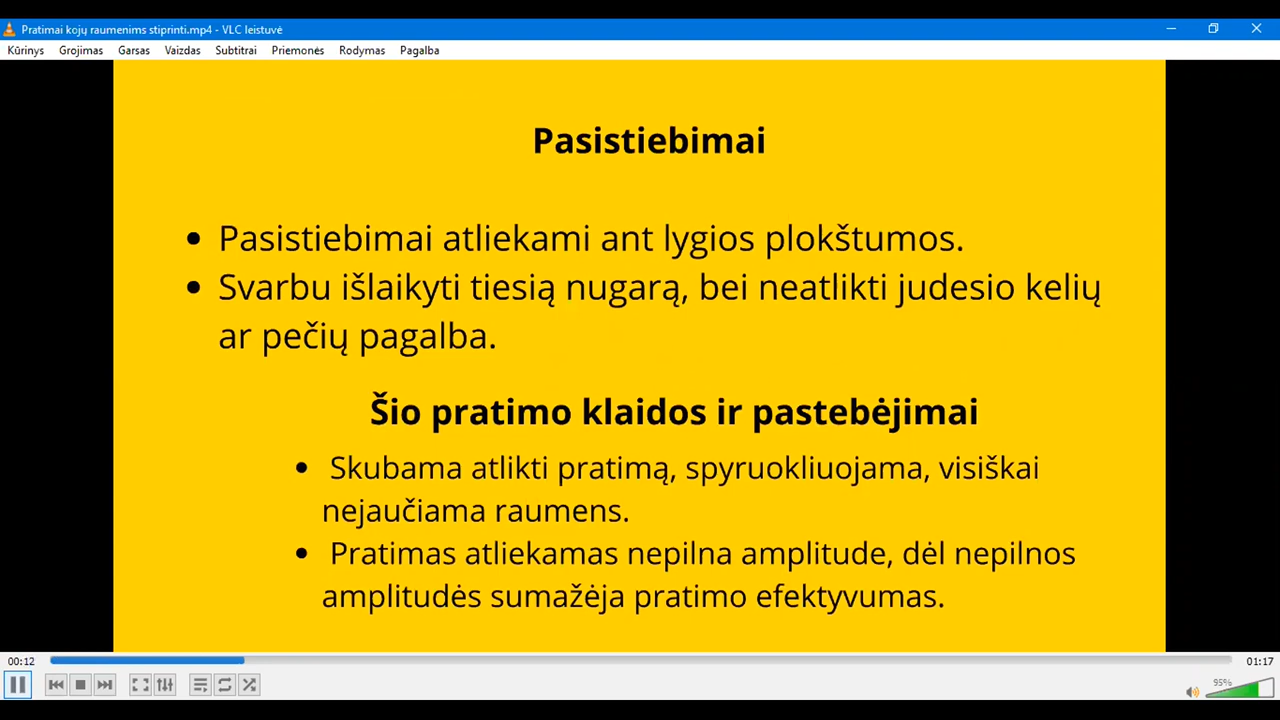 Pratimai kojų raumenims stiprinti.mp4 - VLC leistuvė
Kūrinys Grojimas Garsas Vaizdas Subtitrai Priemonės Rodymas Pagalba
Pasistiebimai
• Pasistiebimai atliekami ant lygios plokštumos.
• Svarbu išlaikyti tiesią nugarą, bei neatlikti judesio kelių
ar pečių pagalba.
Šio pratimo klaidos ir pastebėjimai
• Skubama atlikti pratimą, spyruokliuojama, visiškai
nejaučiama raumens.
• Pratimas atliekamas nepilna amplitude, dėl nepilnos
amplitudės sumažėja pratimo efektyvumas.
00:12 01:17
95%